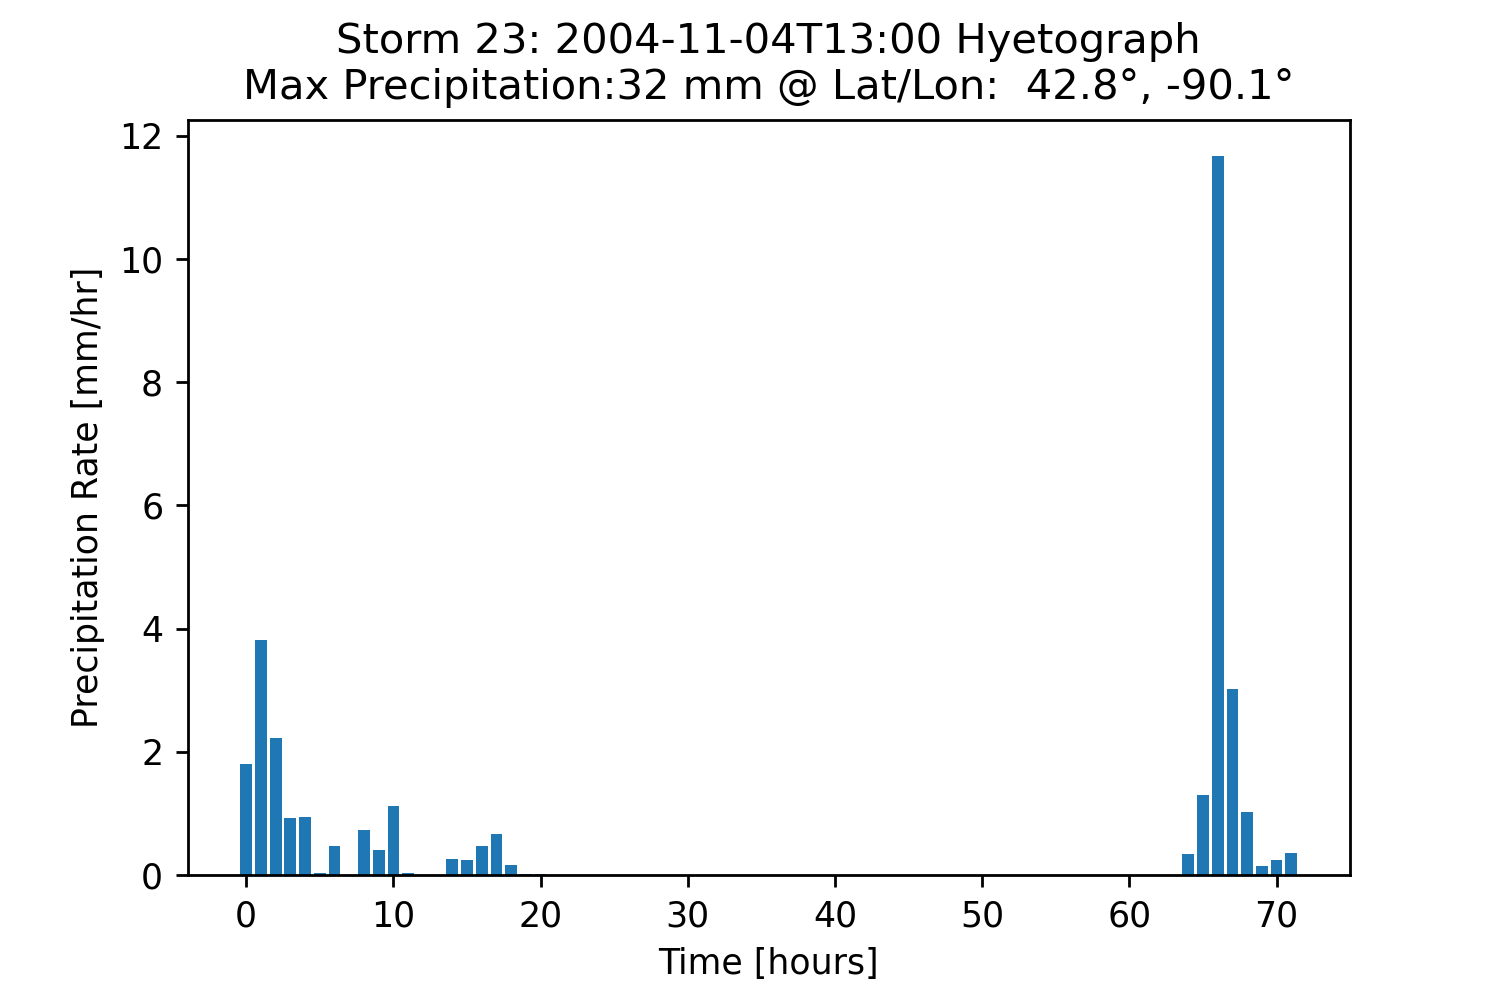 Storm 23: 2004-11-04T13:00 Hyetograph
Max Precipitation:32 mm @ Lat/Lon:  42.8°, -90.1°
12
10
8
6
4
2
0
Precipitation Rate [mm/hr]
0 10 20 30 40 50 60 70
Time [hours]